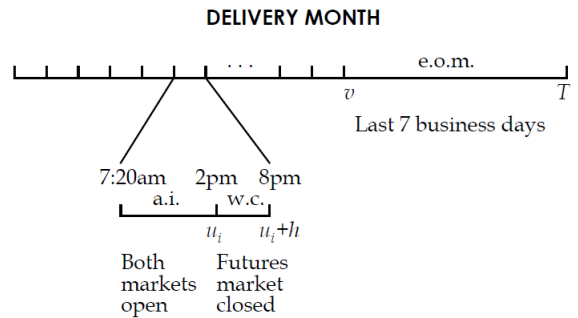 DELIVERY MONTH
. . .
e.o.m.
v
T
Last 7 business days
7:20am 2pm 8pm
a.i. w.c.
u_i u_i+h
Both markets open
Futures market closed